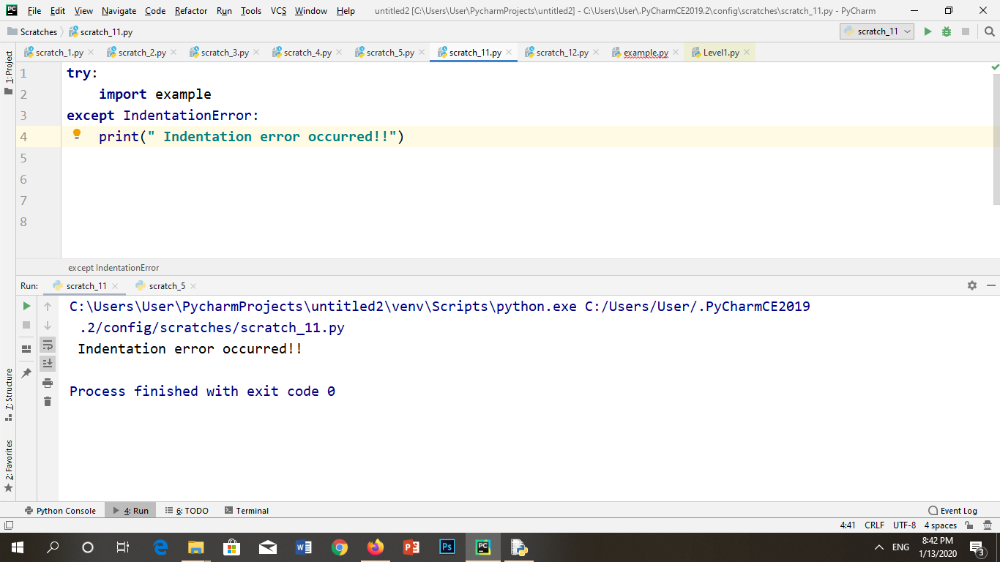 File Edit View Navigate Code Refactor Run Tools VCS Window Help untitled2 [C:\Users\User\PycharmProjects\untitled2] - C:\Users\User\.PyCharmCE2019.2\config\scratches\scratch_11.py - PyCharm
Scratches scratch_11.py scratch_11
scratch_1.py scratch_2.py scratch_3.py scratch_4.py scratch_5.py scratch_11.py scratch_12.py example.py Level1.py
1: Project
1 try:
2 import example
3 except IndentationError:
4 print(" Indentation error occurred!!")
5
6
7
8
except IndentationError
Run: scratch_11 scratch_5
C:\Users\User\PycharmProjects\untitled2\venv\Scripts\python.exe C:/Users/User/.PyCharmCE2019
.2/config/scratches/scratch_11.py
Indentation error occurred!!
Process finished with exit code 0
7: Structure
2: Favorites
Python Console 4: Run 6: TODO Terminal Event Log
4:41 CRLF UTF-8 4 spaces
ENG 8:42 PM
1/13/2020 3